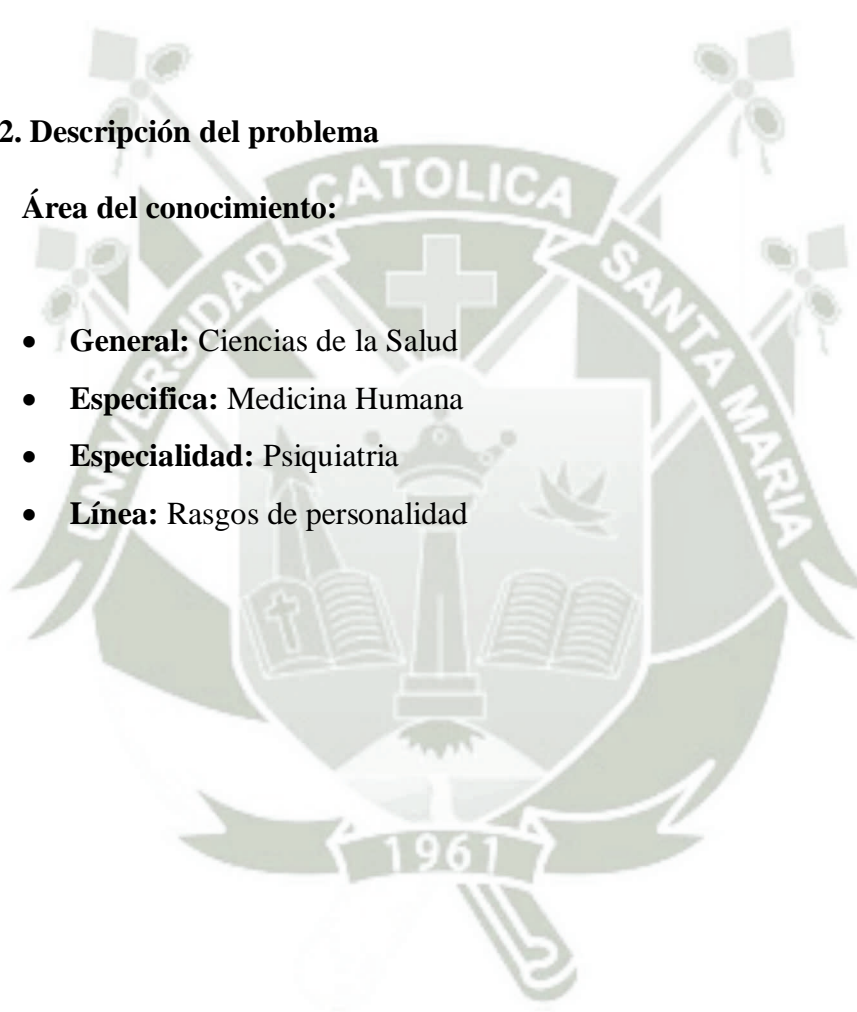 2. Descripción del problema
Área del conocimiento:
• General: Ciencias de la Salud
• Especifica: Medicina Humana
• Especialidad: Psiquiatria
• Línea: Rasgos de personalidad
UNIVERSIDAD CATOLICA SANTA MARIA
1961